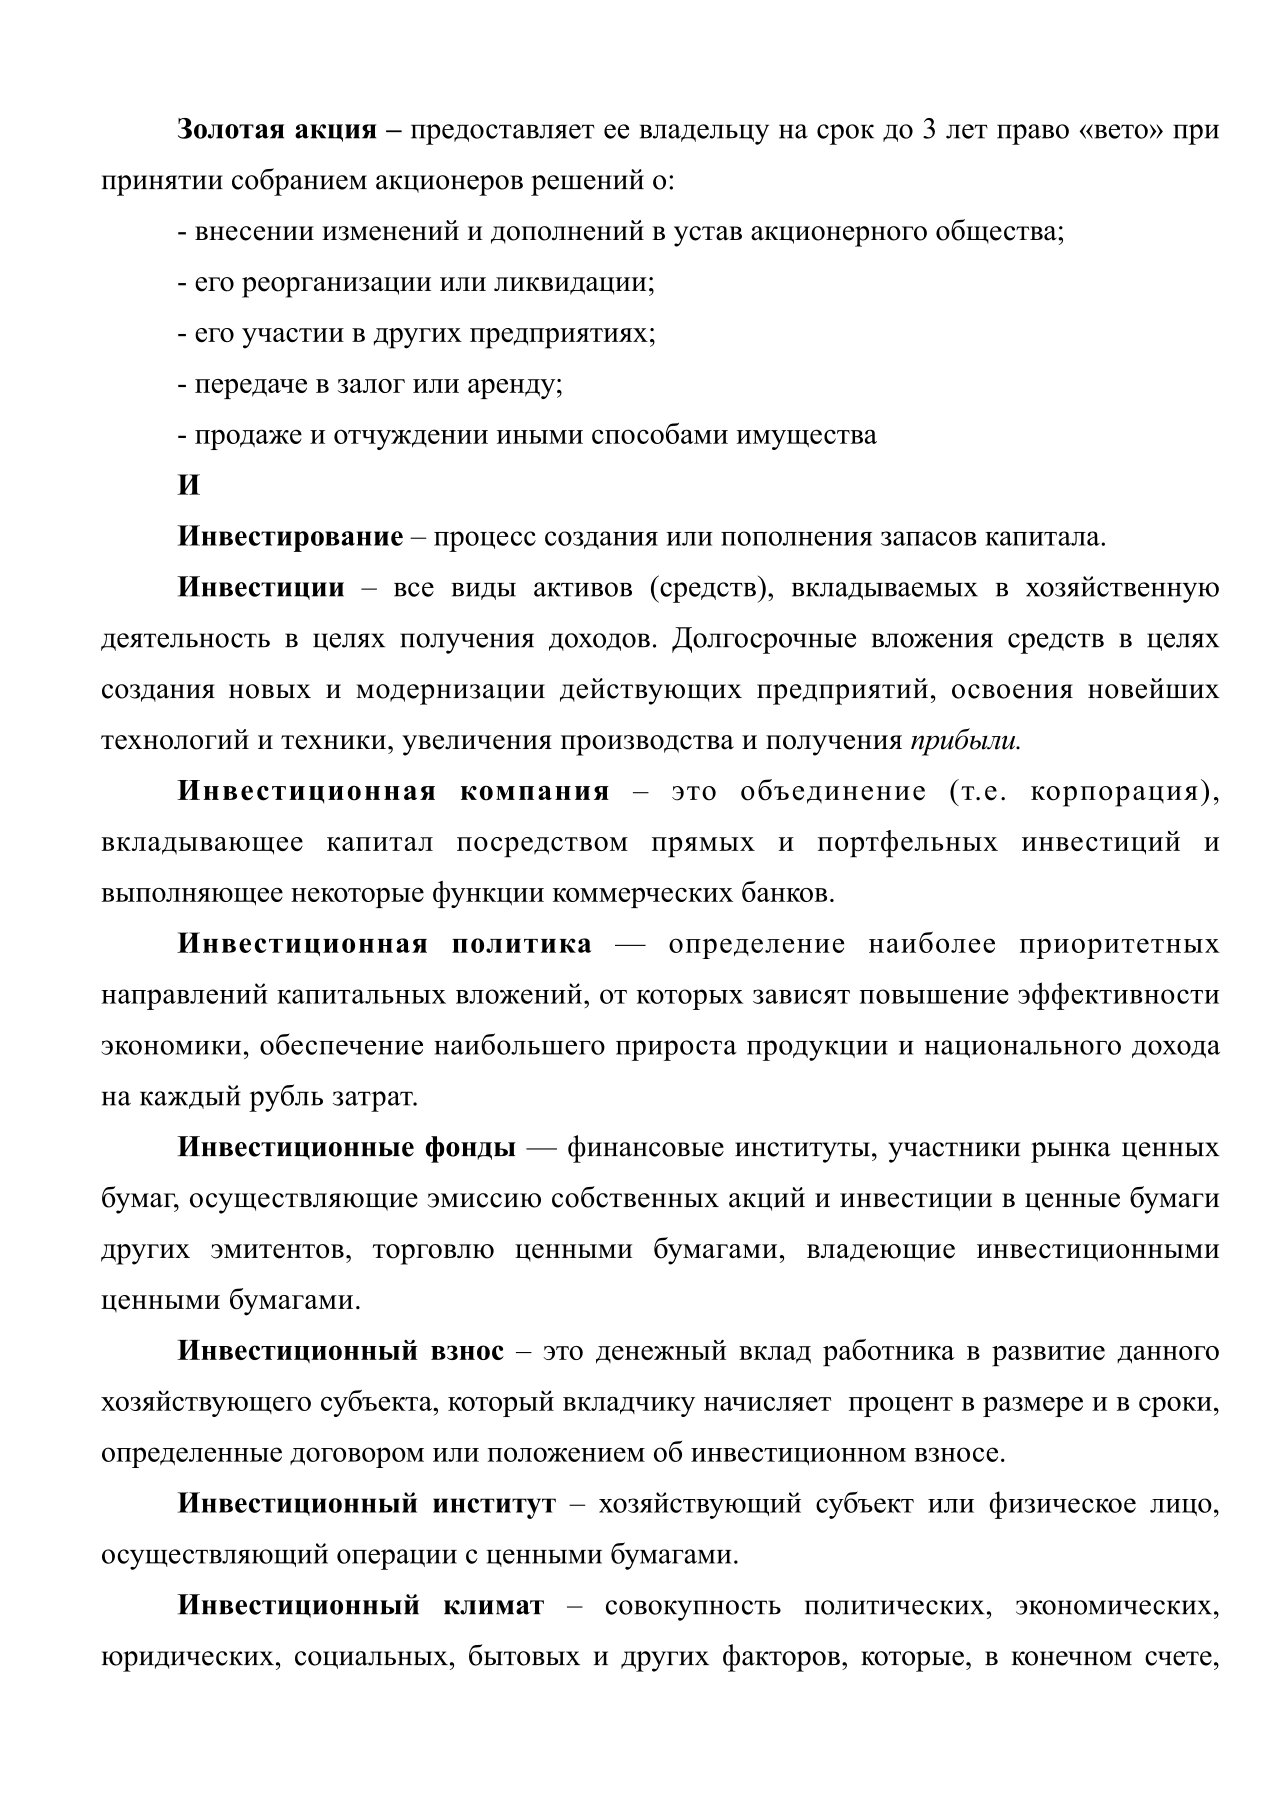 Золотая акция – предоставляет ее владельцу на срок до 3 лет право «вето» при
принятии собранием акционеров решений о:
- внесении изменений и дополнений в устав акционерного общества;
- его реорганизации или ликвидации;
- его участии в других предприятиях;
- передаче в залог или аренду;
- продаже и отчуждении иными способами имущества
И
Инвестирование – процесс создания или пополнения запасов капитала.
Инвестиции – все виды активов (средств), вкладываемых в хозяйственную
деятельность в целях получения доходов. Долгосрочные вложения средств в целях
создания новых и модернизации действующих предприятий, освоения новейших
технологий и техники, увеличения производства и получения прибыли.
Инвестиционная компания – это объединение (т.е. корпорация),
вкладывающее капитал посредством прямых и портфельных инвестиций и
выполняющее некоторые функции коммерческих банков.
Инвестиционная политика — определение наиболее приоритетных
направлений капитальных вложений, от которых зависят повышение эффективности
экономики, обеспечение наибольшего прироста продукции и национального дохода
на каждый рубль затрат.
Инвестиционные фонды — финансовые институты, участники рынка ценных
бумаг, осуществляющие эмиссию собственных акций и инвестиции в ценные бумаги
других эмитентов, торговлю ценными бумагами, владеющие инвестиционными
ценными бумагами.
Инвестиционный взнос – это денежный вклад работника в развитие данного
хозяйствующего субъекта, который вкладчику начисляет  процент в размере и в сроки,
определенные договором или положением об инвестиционном взносе.
Инвестиционный институт – хозяйствующий субъект или физическое лицо,
осуществляющий операции с ценными бумагами.
Инвестиционный климат – совокупность политических, экономических,
юридических, социальных, бытовых и других факторов, которые, в конечном счете,